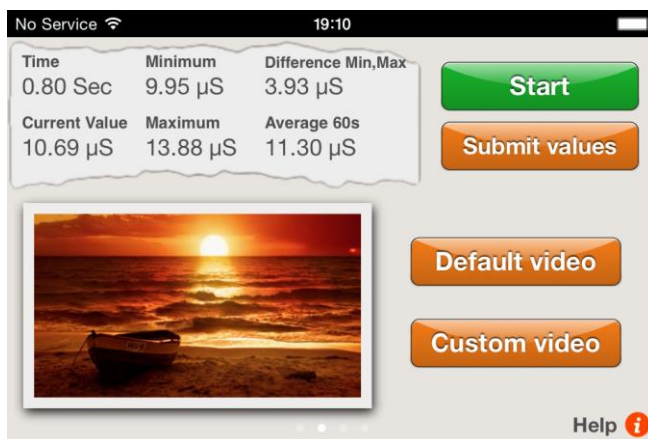 No Service 19:10
Time Minimum Difference Min,Max
0.80 Sec 9.95 µS 3.93 µS
Current Value Maximum Average 60s
10.69 µS 13.88 µS 11.30 µS
Start
Submit values
Default video
Custom video
Help i